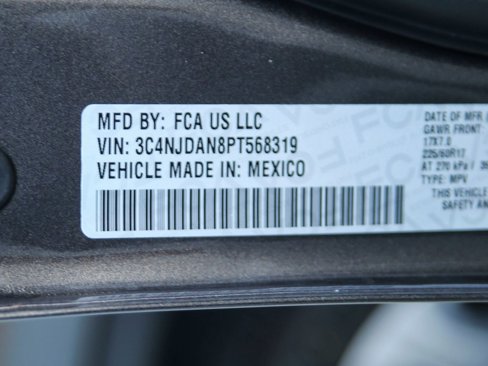 MFD BY: FCA US LLC
VIN: 3C4NJDAN8PT568319
VEHICLE MADE IN: MEXICO
DATE OF MFR
GAWR FRONT:
17X7.0
225/60R17
AT 270 kPa /
TYPE: MPV
THIS VEHICLE
SAFETY AN